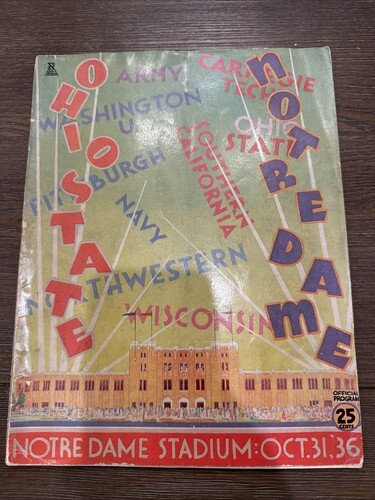 OHIO STATE
NOTRE DAME
ARMY
CARNEGIE
TECH
WASHINGTON
U.
OHIO
STATE
SOUTHERN
CALIFORNIA
PITTSBURGH
NAVY
NORTHWESTERN
WISCONSIN
OFFICIAL
PROGRAM
25
CENTS
NOTRE DAME STADIUM: OCT. 31, '36